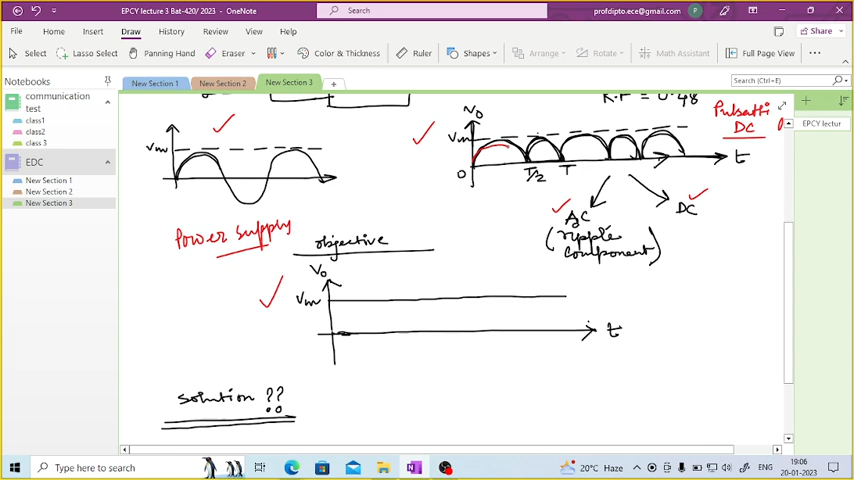 EPCY lecture 3 Bat-420/ 2023 - OneNote
Search
profdipto.ece@gmail.com
P
File
Home
Insert
Draw
History
Review
View
Help
Share
Select
Lasso Select
Panning Hand
Eraser
Color & Thickness
Ruler
Shapes
Arrange
Rotate
Math Assistant
Full Page View
Notebooks
New Section 1
New Section 2
New Section 3
Search (Ctrl+E)
communication
test
class1
class2
class 3
EDC
New Section 1
New Section 2
New Section 3
EPCY lectur
R.F = 0.48
Pulsatti
DC
Vm
Vo
Vm
0
T/2
T
t
AC
(ripple
component)
DC
Power supply
objective
Vo
Vm
t
solution ??
Type here to search
20°C Haze
ENG
19:06
20-01-2023